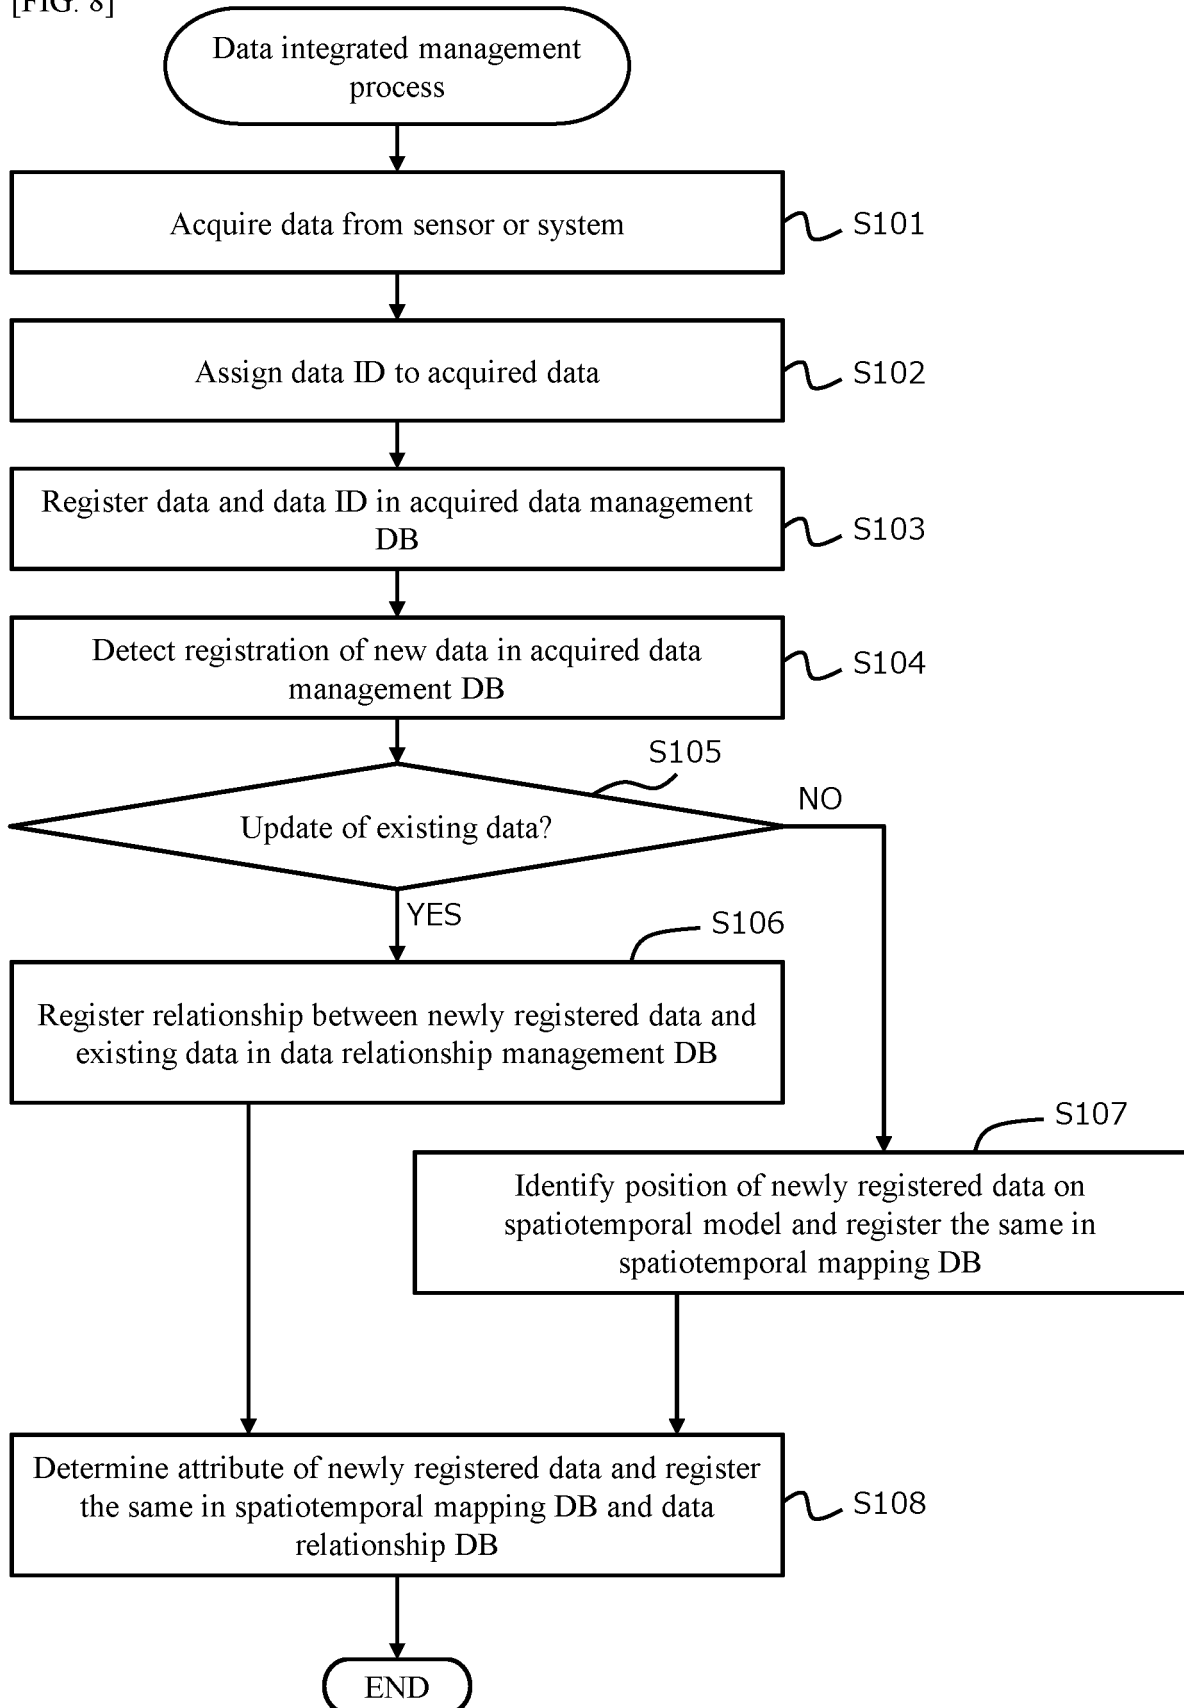 [FIG. 8]
Data integrated management
process
Acquire data from sensor or system
S101
Assign data ID to acquired data
S102
Register data and data ID in acquired data management
DB
S103
Detect registration of new data in acquired data
management DB
S104
S105
Update of existing data?
NO
YES
S106
Register relationship between newly registered data and
existing data in data relationship management DB
S107
Identify position of newly registered data on
spatiotemporal model and register the same in
spatiotemporal mapping DB
Determine attribute of newly registered data and register
the same in spatiotemporal mapping DB and data
relationship DB
S108
END